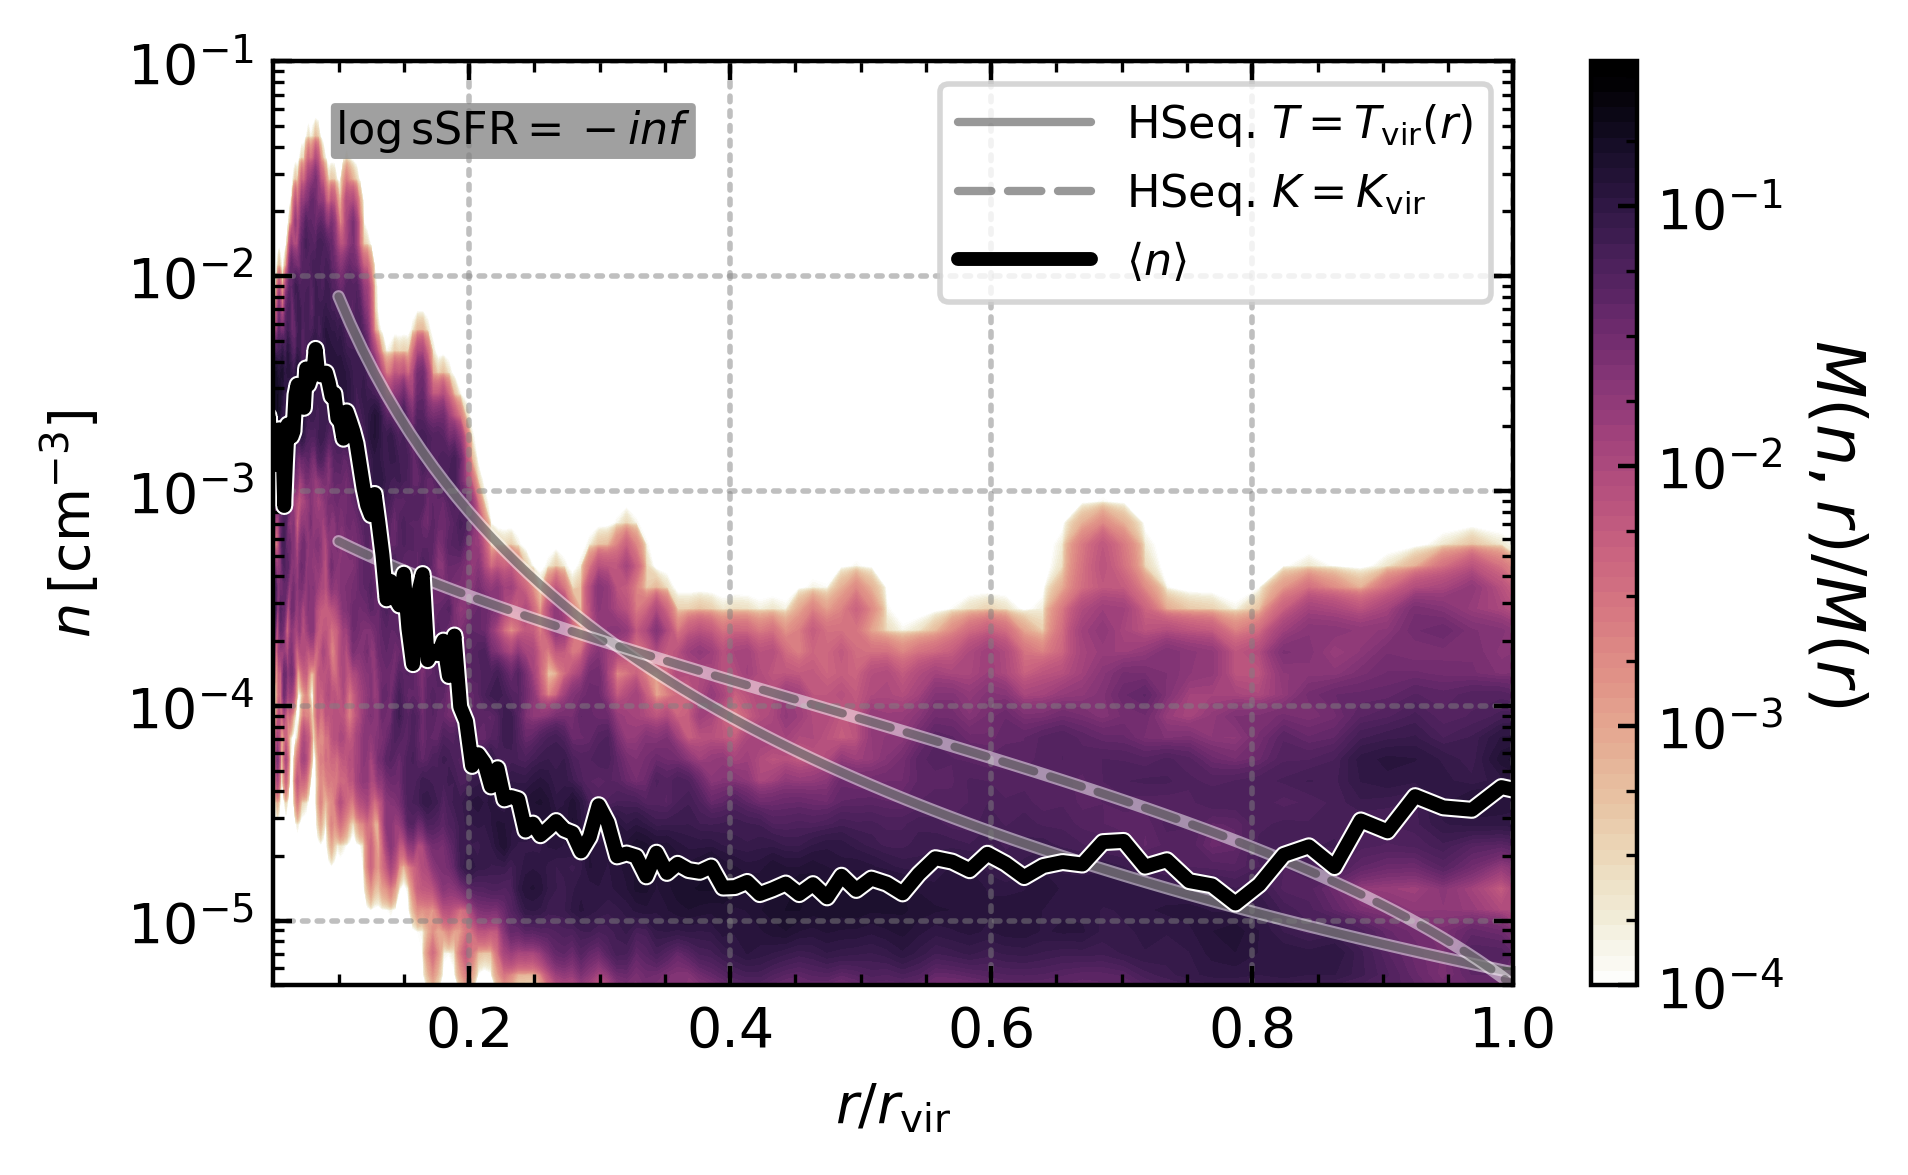 log sSFR = −inf
HSeq. T = T_vir(r)
HSeq. K = K_vir
⟨n⟩
10⁻¹
10⁻²
10⁻³
10⁻⁴
10⁻⁵
n [cm⁻³]
0.2 0.4 0.6 0.8 1.0
r/r_vir
10⁻¹
10⁻²
10⁻³
10⁻⁴
M(n, r)/M(r)